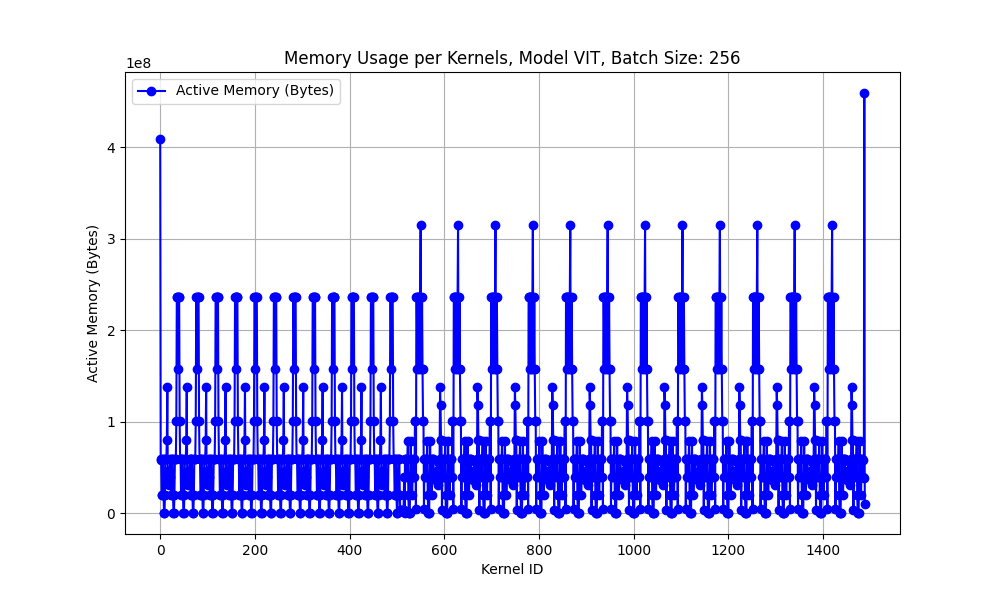 Memory Usage per Kernels, Model VIT, Batch Size: 256
1e8
Active Memory (Bytes)
4
3
2
1
0
Active Memory (Bytes)
0 200 400 600 800 1000 1200 1400
Kernel ID